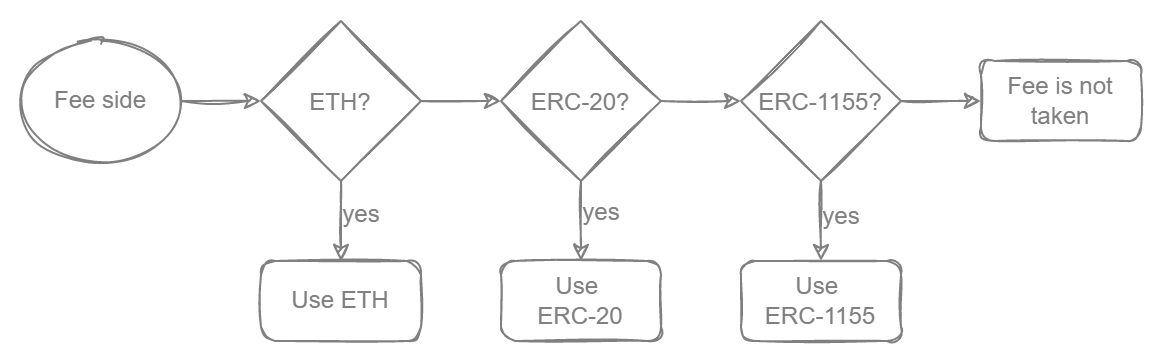 Fee side
ETH?
ERC-20?
ERC-1155?
Fee is not
taken
yes
yes
yes
Use ETH
Use
ERC-20
Use
ERC-1155